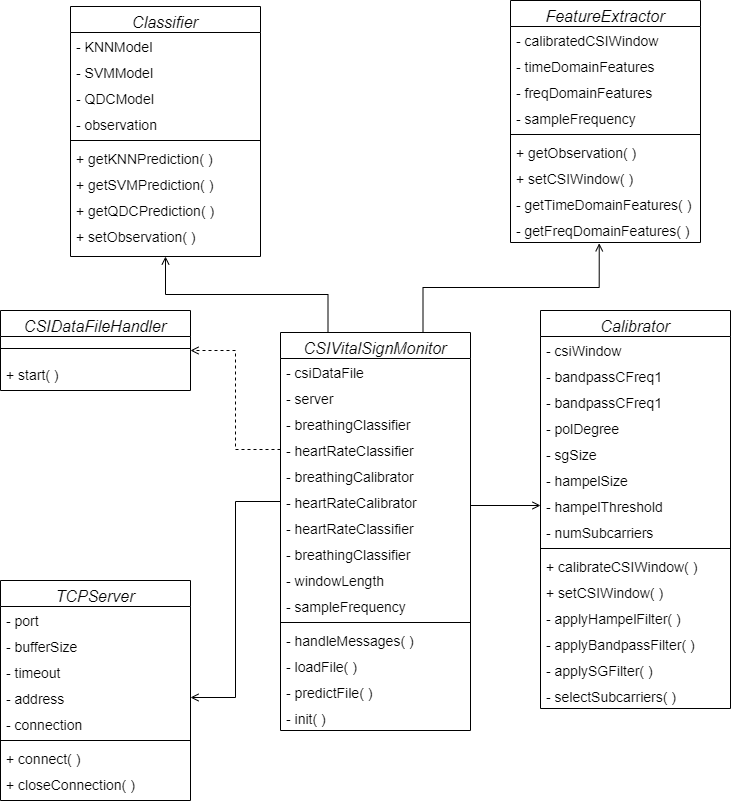 Classifier
- KNNModel
- SVMModel
- QDCModel
- observation
+ getKNNPrediction( )
+ getSVMPrediction( )
+ getQDCPrediction( )
+ setObservation( )
FeatureExtractor
- calibratedCSIWindow
- timeDomainFeatures
- freqDomainFeatures
- sampleFrequency
+ getObservation( )
+ setCSIWindow( )
- getTimeDomainFeatures( )
- getFreqDomainFeatures( )
CSIDataFileHandler
+ start( )
CSIVitalSignMonitor
- csiDataFile
- server
- breathingClassifier
- heartRateClassifier
- breathingCalibrator
- heartRateCalibrator
- heartRateClassifier
- breathingClassifier
- windowLength
- sampleFrequency
- handleMessages( )
- loadFile( )
- predictFile( )
- init( )
Calibrator
- csiWindow
- bandpassCFreq1
- bandpassCFreq1
- polDegree
- sgSize
- hampelSize
- hampelThreshold
- numSubcarriers
+ calibrateCSIWindow( )
+ setCSIWindow( )
- applyHampelFilter( )
- applyBandpassFilter( )
- applySGFilter( )
- selectSubcarriers( )
TCPServer
- port
- bufferSize
- timeout
- address
- connection
+ connect( )
+ closeConnection( )